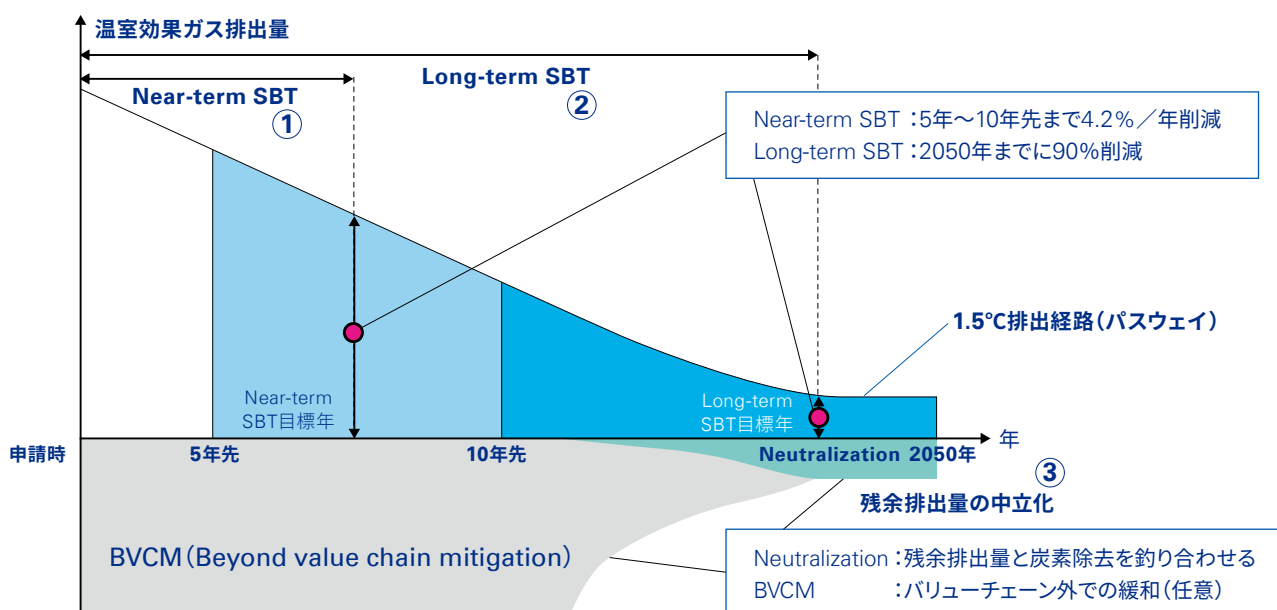 温室効果ガス排出量
Near-term SBT
①
Long-term SBT
②
Near-term SBT：5年〜10年先まで4.2％／年削減
Long-term SBT：2050年までに90％削減
1.5℃排出経路（パスウェイ）
Near-term
SBT目標年
Long-term
SBT目標年
申請時
5年先
10年先
Neutralization 2050年
年
③
残余排出量の中立化
BVCM（Beyond value chain mitigation）
Neutralization：残余排出量と炭素除去を釣り合わせる
BVCM ：バリューチェーン外での緩和（任意）